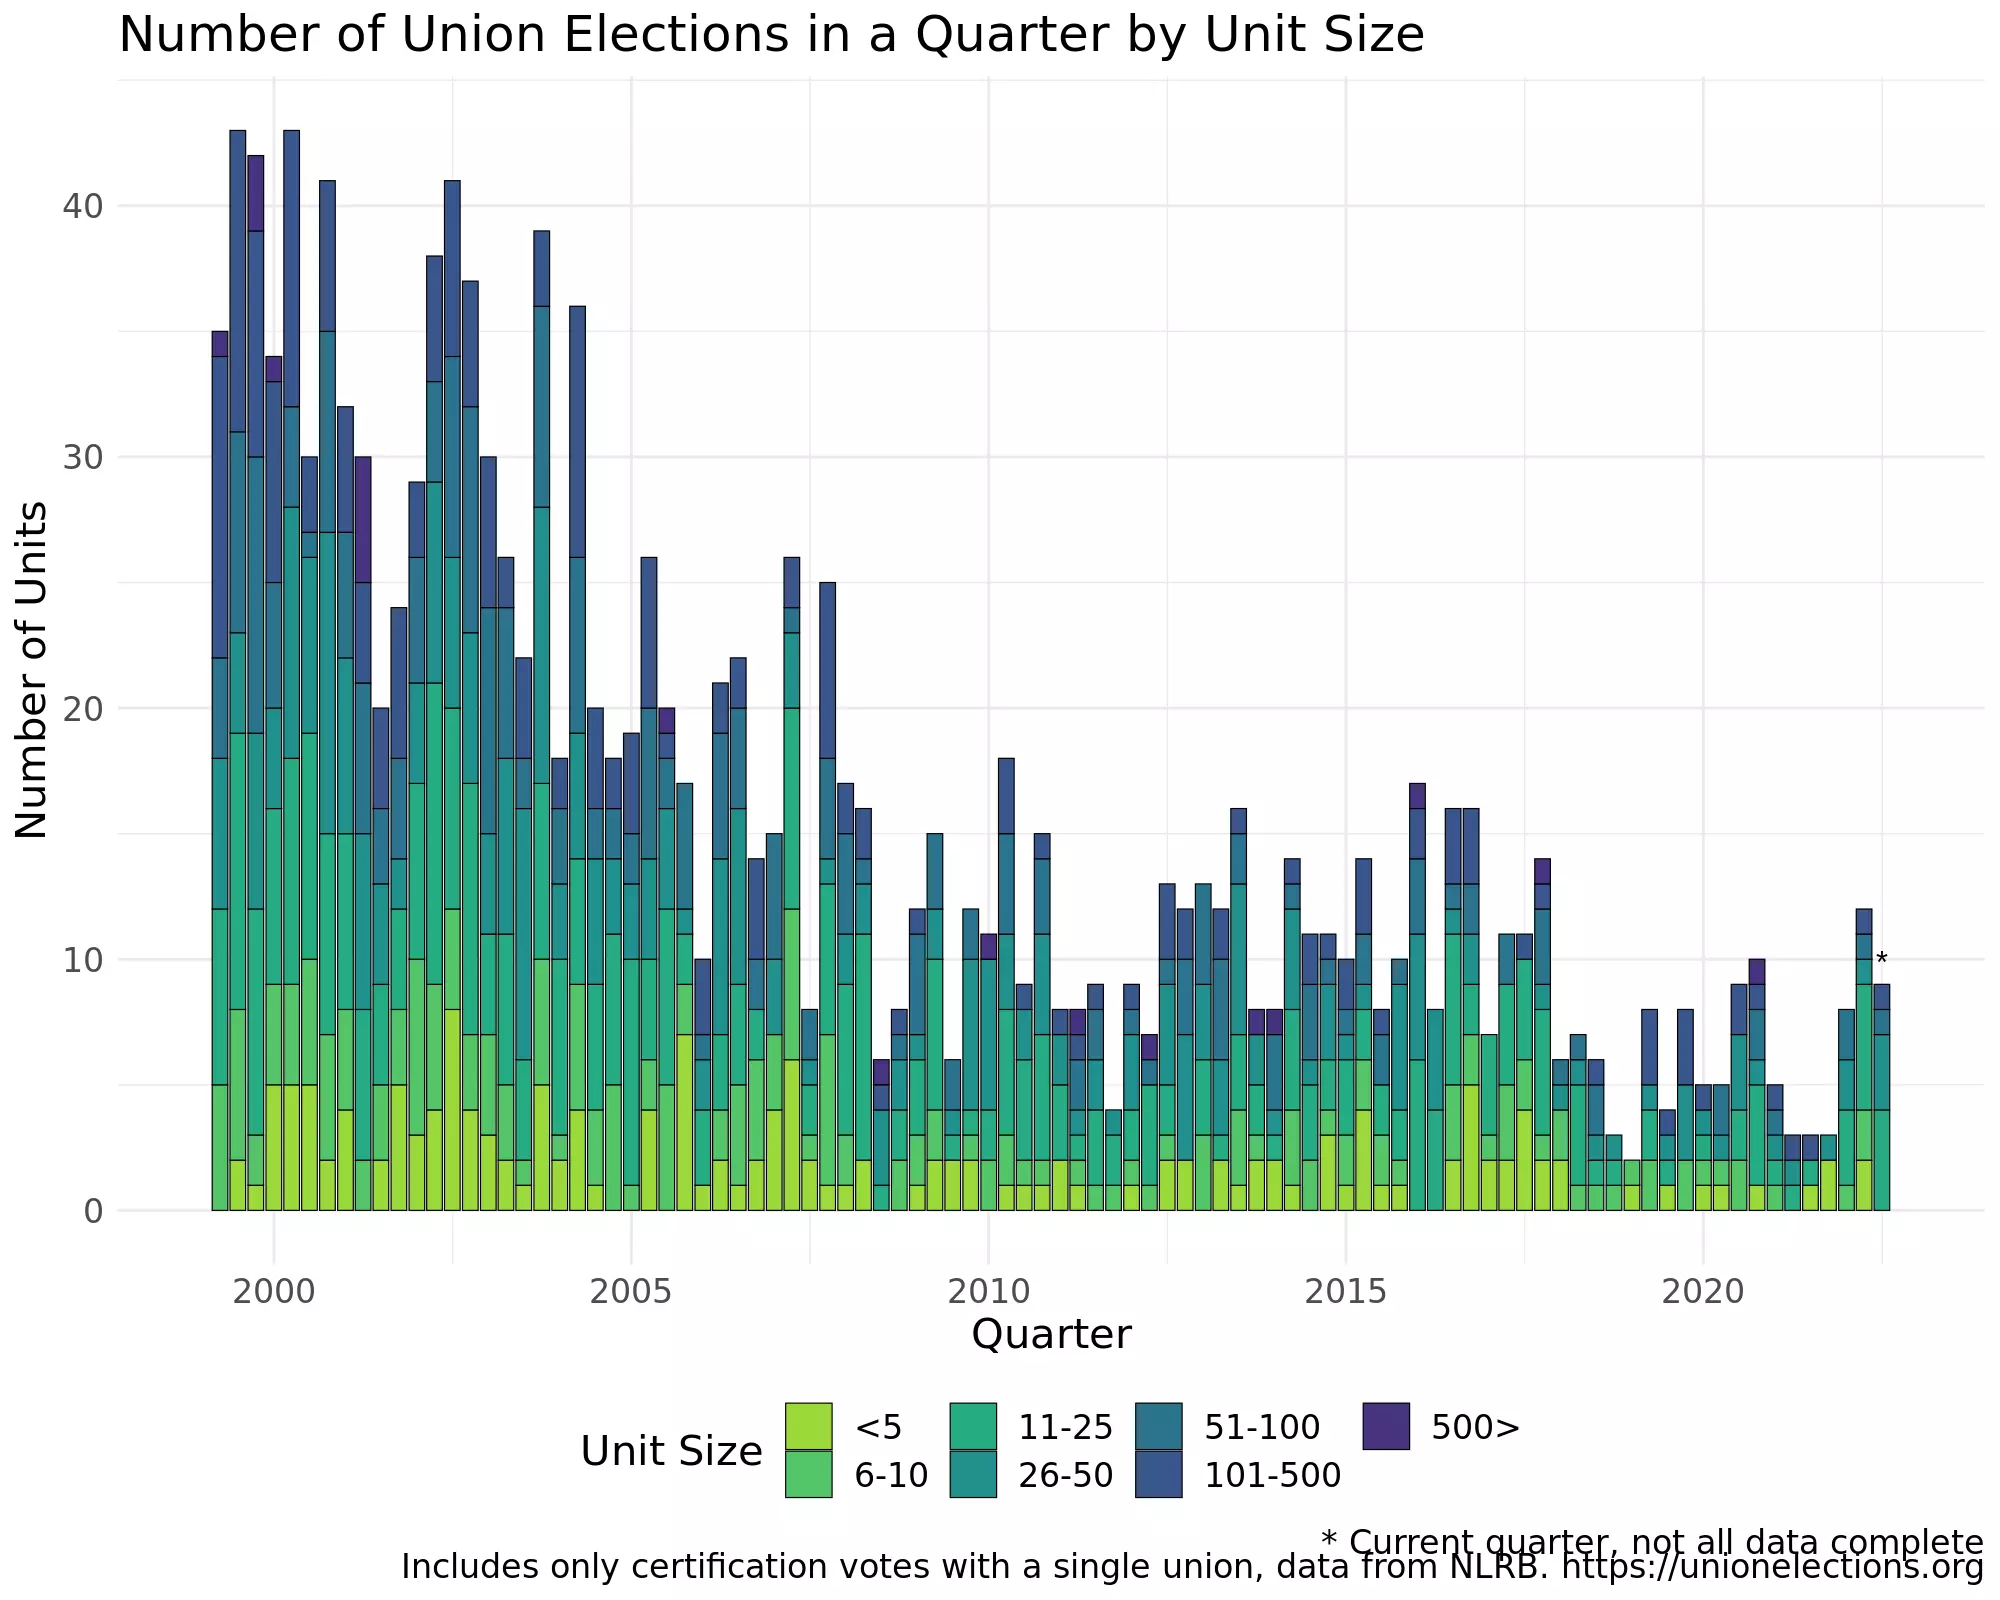 Number of Union Elections in a Quarter by Unit Size
Number of Units
40
30
20
10
0
*
2000 2005 2010 2015 2020
Quarter
Unit Size
<5 11-25 51-100 500>
6-10 26-50 101-500
* Current quarter, not all data complete
Includes only certification votes with a single union, data from NLRB. https://unionelections.org